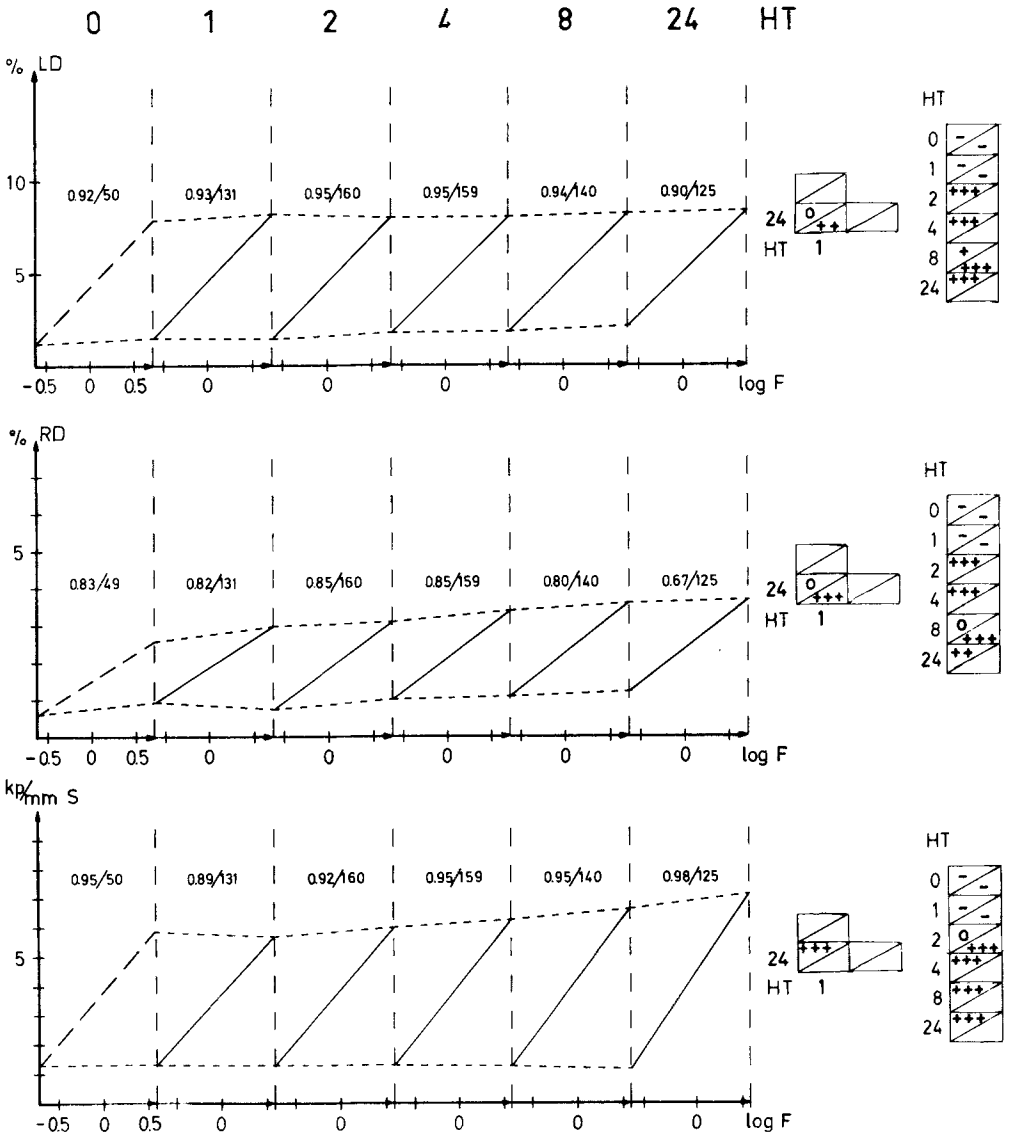 0 1 2 4 8 24 HT
% LD
10
5
0.92/50 0.93/131 0.95/160 0.95/159 0.94/140 0.90/125
-0.5 0 0.5 0 0 0 0 0 log F
0
++
24
HT 1
HT
0 - -
1 - -
2 +++
4 +++
8 + +++
24 +++
% RD
5
0.83/49 0.82/131 0.85/160 0.85/159 0.80/140 0.67/125
-0.5 0 0.5 0 0 0 0 0 log F
0
+++
24
HT 1
HT
0 - -
1 - -
2 +++
4 +++
8 0 +++
24 ++
kp/mm S
5
0.95/50 0.89/131 0.92/160 0.95/159 0.95/140 0.98/125
-0.5 0 0.5 0 0 0 0 0 log F
+++
24
HT 1
HT
0 - -
1 - -
2 0 +++
4 +++
8 +++
24 +++